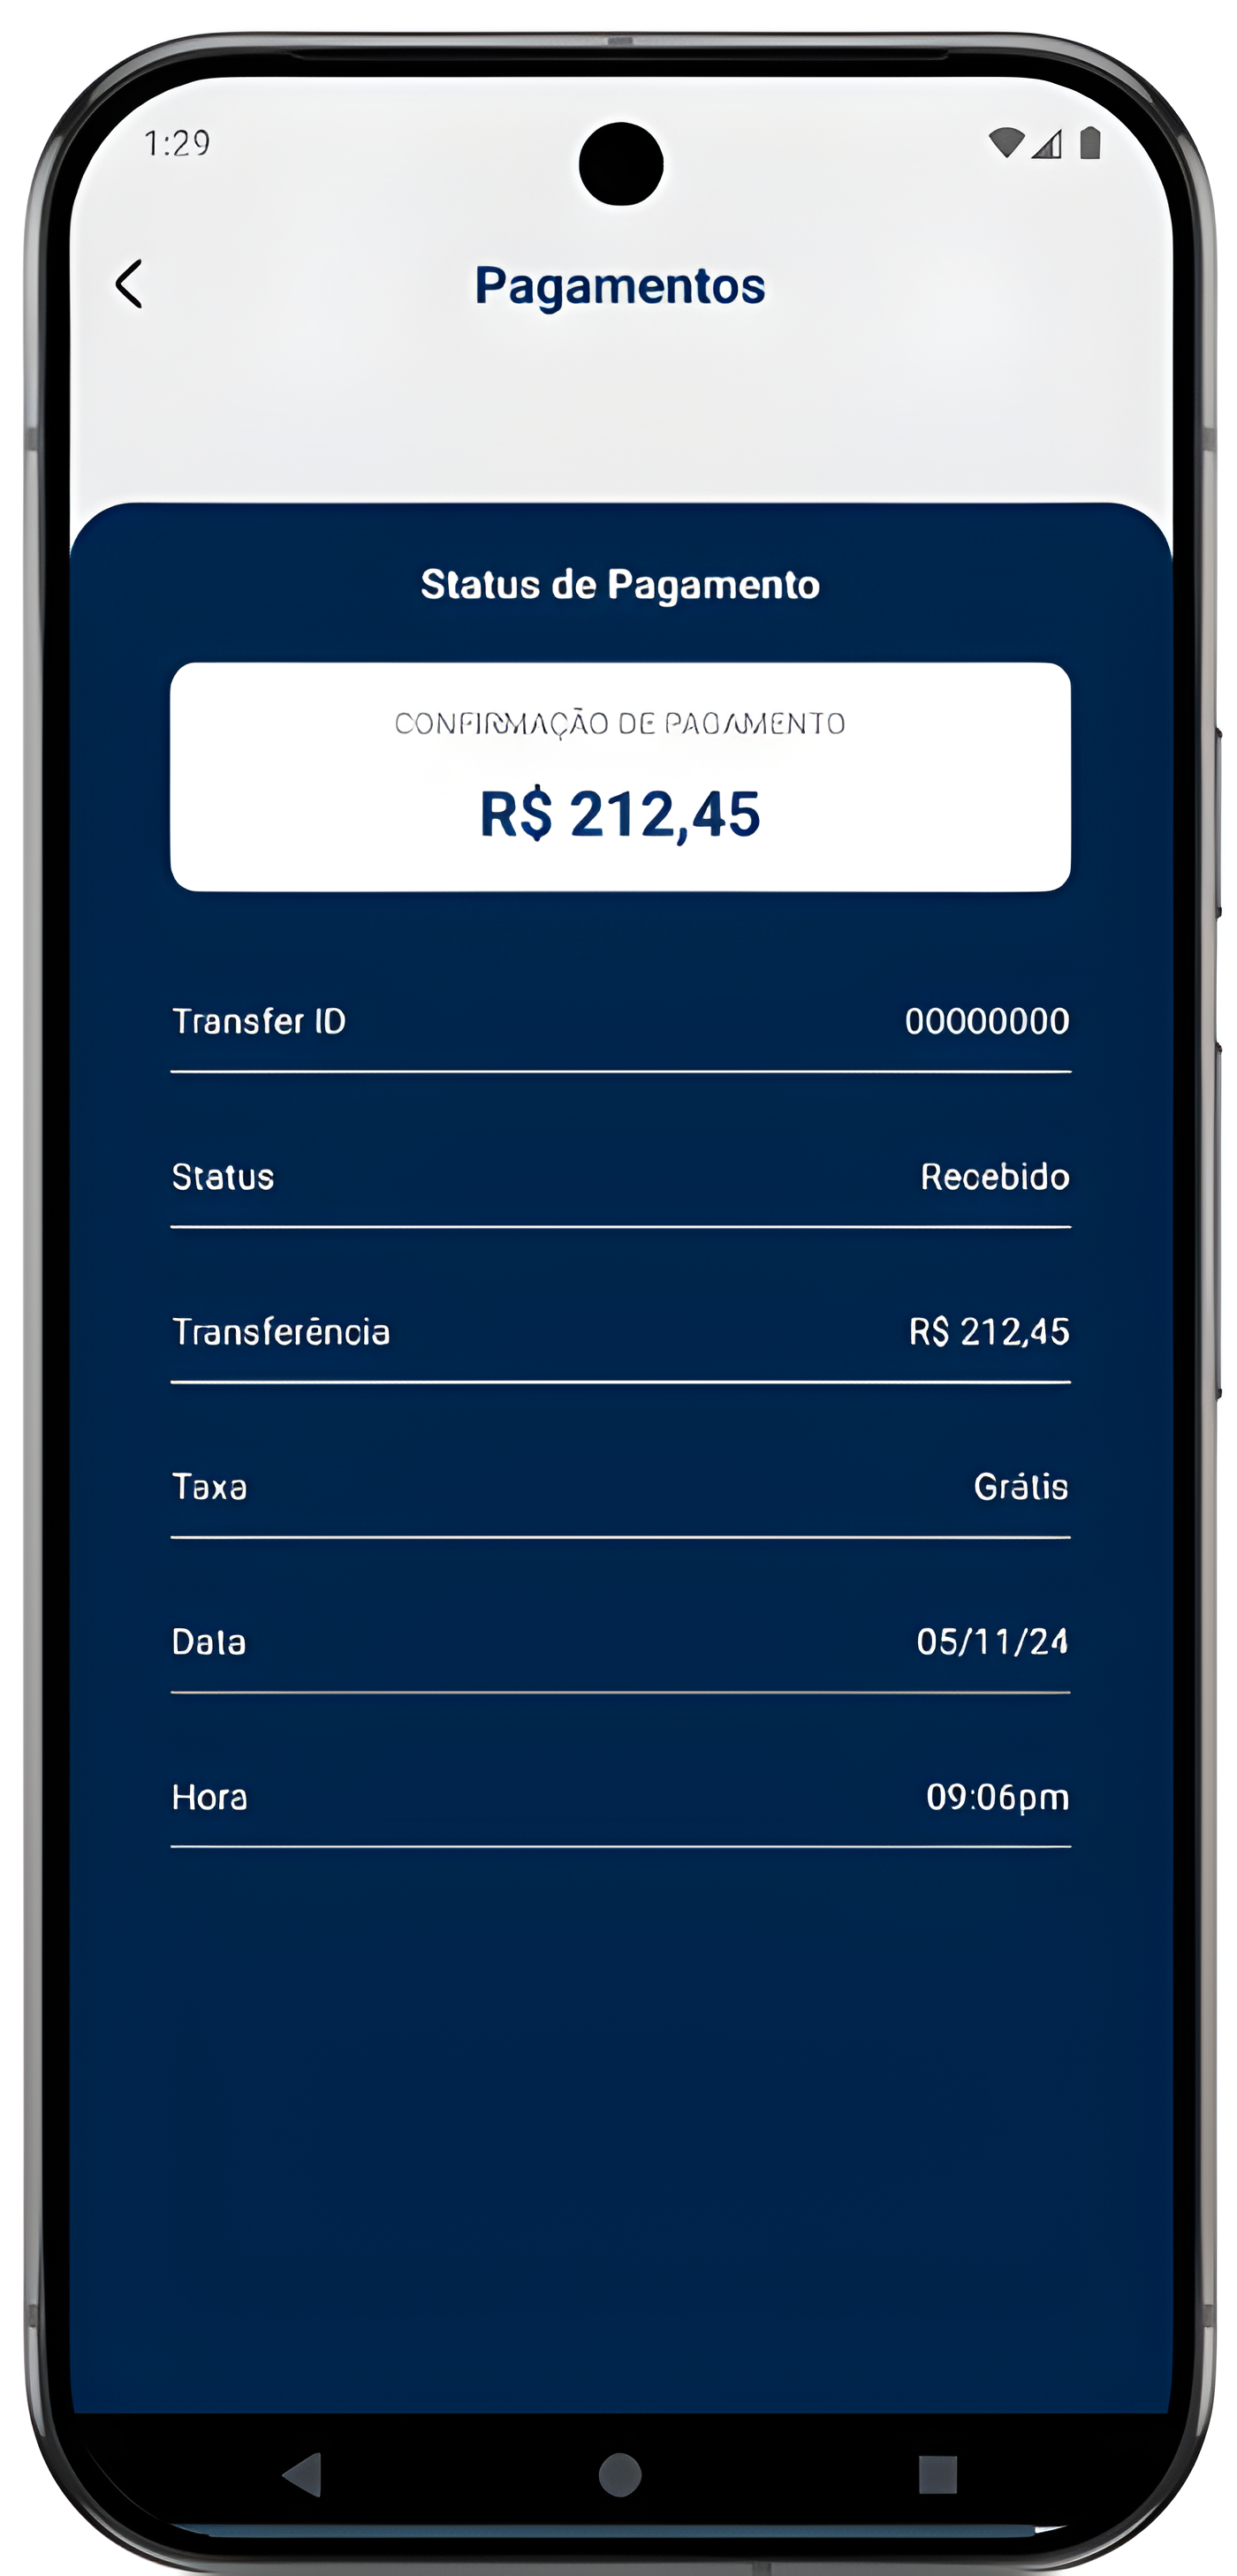 1:29
Pagamentos
Status de Pagamento
CONFIRMAÇÃO DE PAGAMENTO
R$ 212,45
Transfer ID 00000000
Status Recebido
Transferência R$ 212,45
Taxa Grátis
Data 05/11/24
Hora 09:06pm